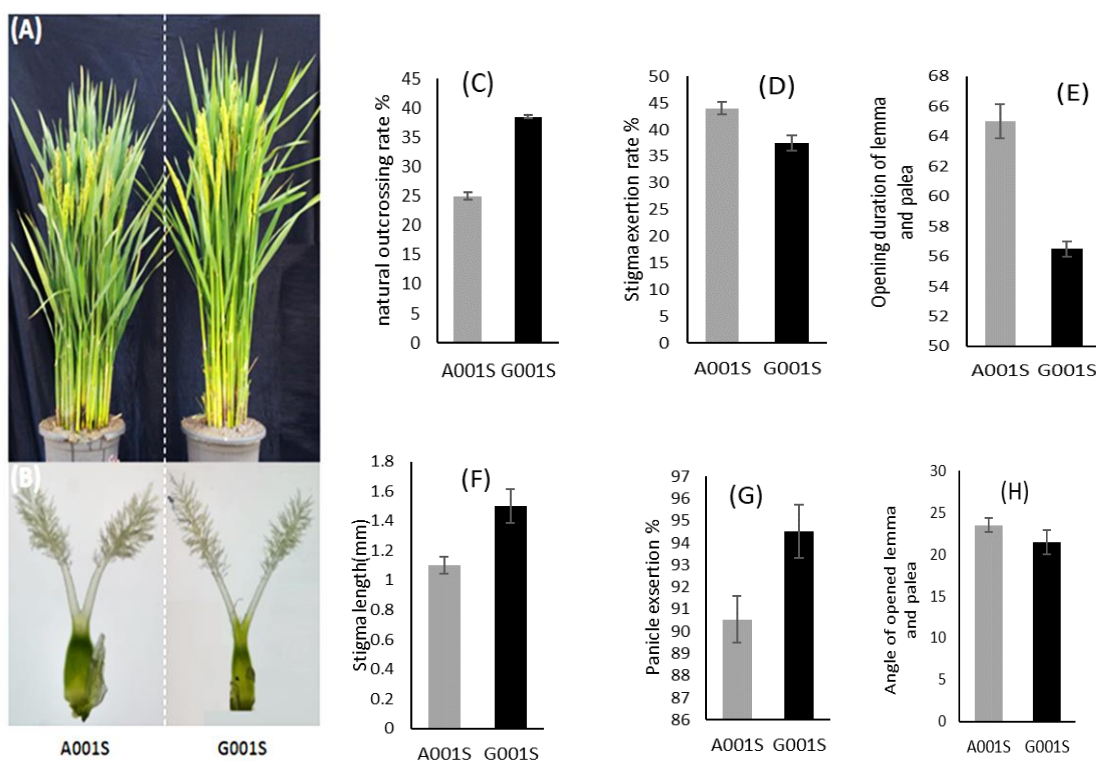 (A)
(B)
A001S
G001S
(C)
natural outcrossing rate %
45
40
35
30
25
20
15
10
5
0
A001S G001S
(D)
Stigma exertion rate %
50
45
40
35
30
25
20
15
10
5
0
A001S G001S
(E)
Opening duration of lemma
and palea
68
66
64
62
60
58
56
54
52
50
A001S G001S
(F)
Stigma length(mm)
1.8
1.6
1.4
1.2
1
0.8
0.6
0.4
0.2
0
A001S G001S
(G)
Panicle exsertion %
97
96
95
94
93
92
91
90
89
88
87
86
A001S G001S
(H)
Angle of opened lemma
and palea
30
25
20
15
10
5
0
A001S G001S